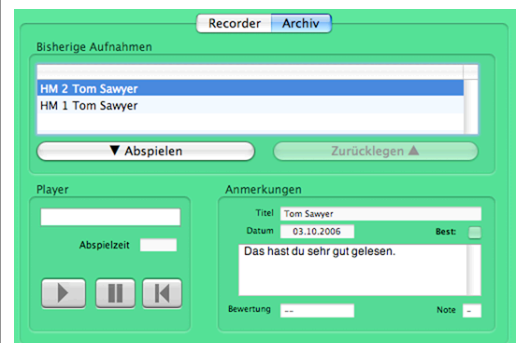 Recorder Archiv
Bisherige Aufnahmen
HM 2 Tom Sawyer
HM 1 Tom Sawyer
▼ Abspielen Zurücklegen ▲
Player
Abspielzeit
Anmerkungen
Titel Tom Sawyer
Datum 03.10.2006 Best:
Das hast du sehr gut gelesen.
Bewertung -- Note -